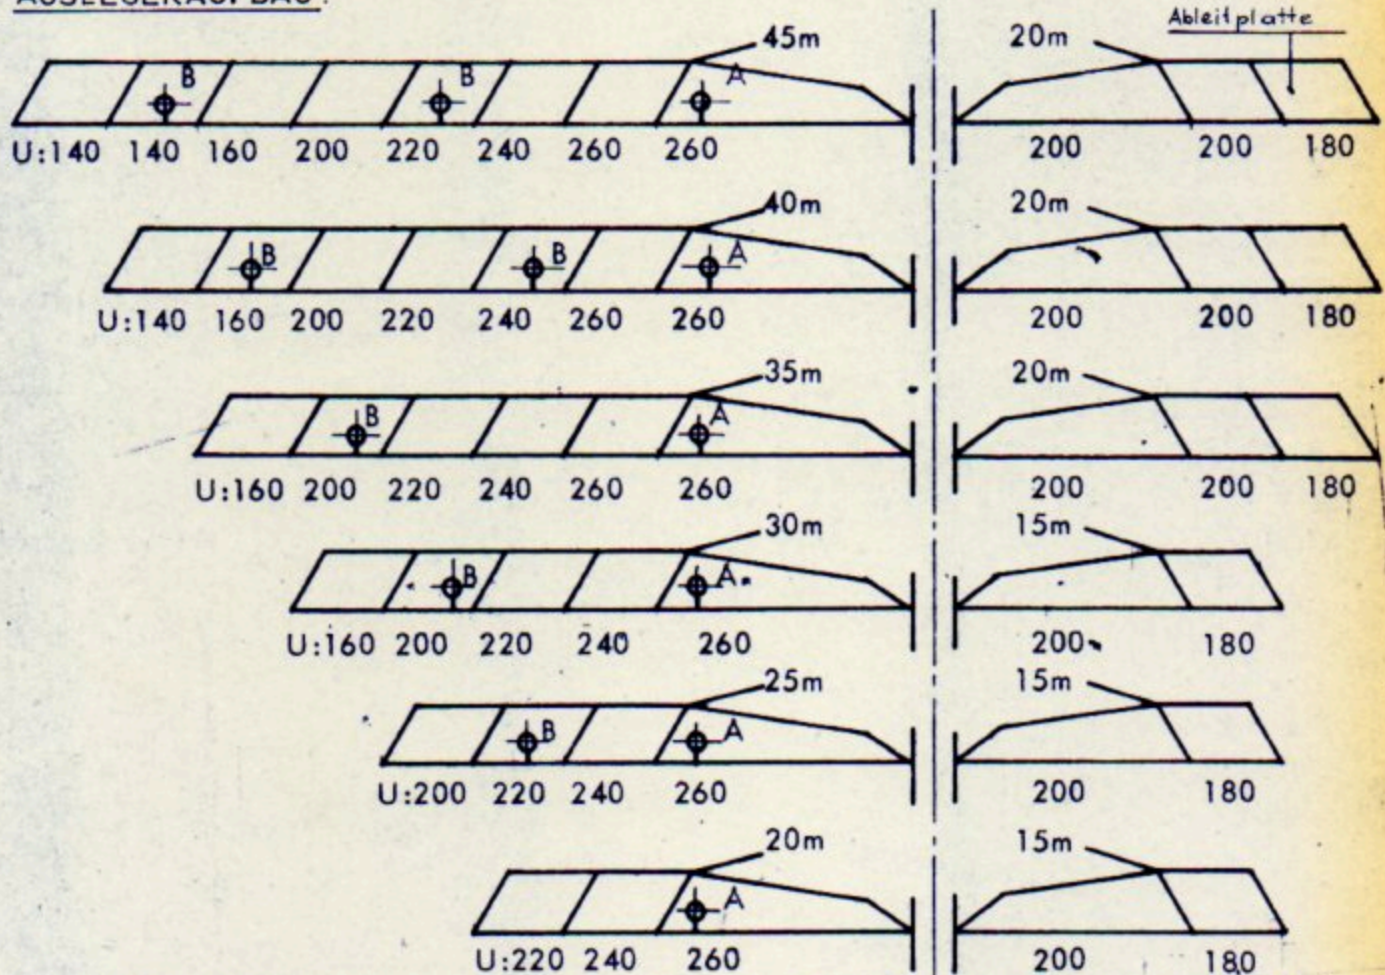 AUSLEGERAUFBAU:
Ableitplatte
45m 20m
B B A
U:140 140 160 200 220 240 260 260 200 200 180
40m 20m
B B A
U:140 160 200 220 240 260 260 200 200 180
35m 20m
B A
U:160 200 220 240 260 260 200 200 180
30m 15m
B A
U:160 200 220 240 260 200 180
25m 15m
B A
U:200 220 240 260 200 180
20m 15m
A
U:220 240 260 200 180